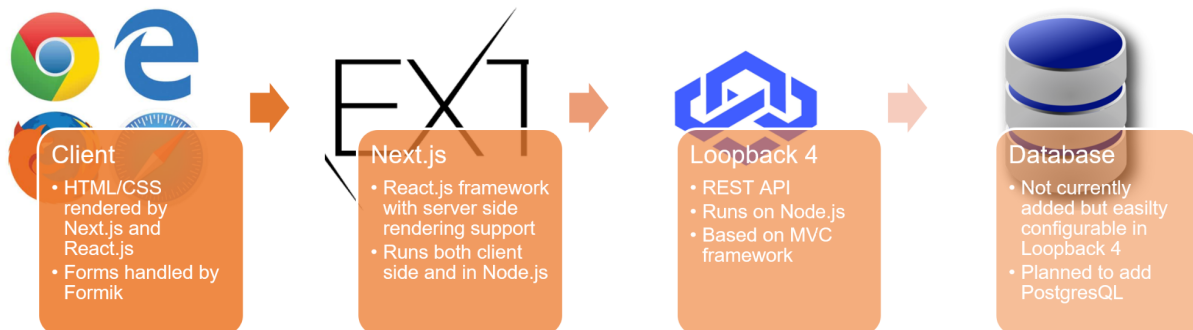 EXT
Client
• HTML/CSS
rendered by
Next.js and
React.js
• Forms handled by
Formik
Next.js
• React.js framework
with server side
rendering support
• Runs both client
side and in Node.js
Loopback 4
• REST API
• Runs on Node.js
• Based on MVC
framework
Database
• Not currently
added but easilty
configurable in
Loopback 4
• Planned to add
PostgresQL